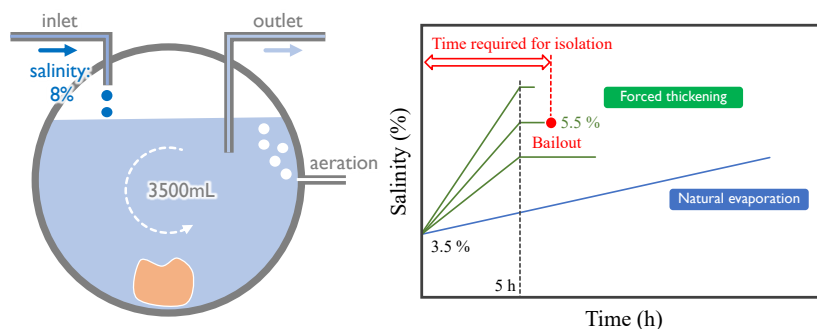 inlet
outlet
salinity:
8%
aeration
3500mL
Time required for isolation
Forced thickening
5.5 %
Bailout
Natural evaporation
3.5 %
5 h
Salinity (%)
Time (h)